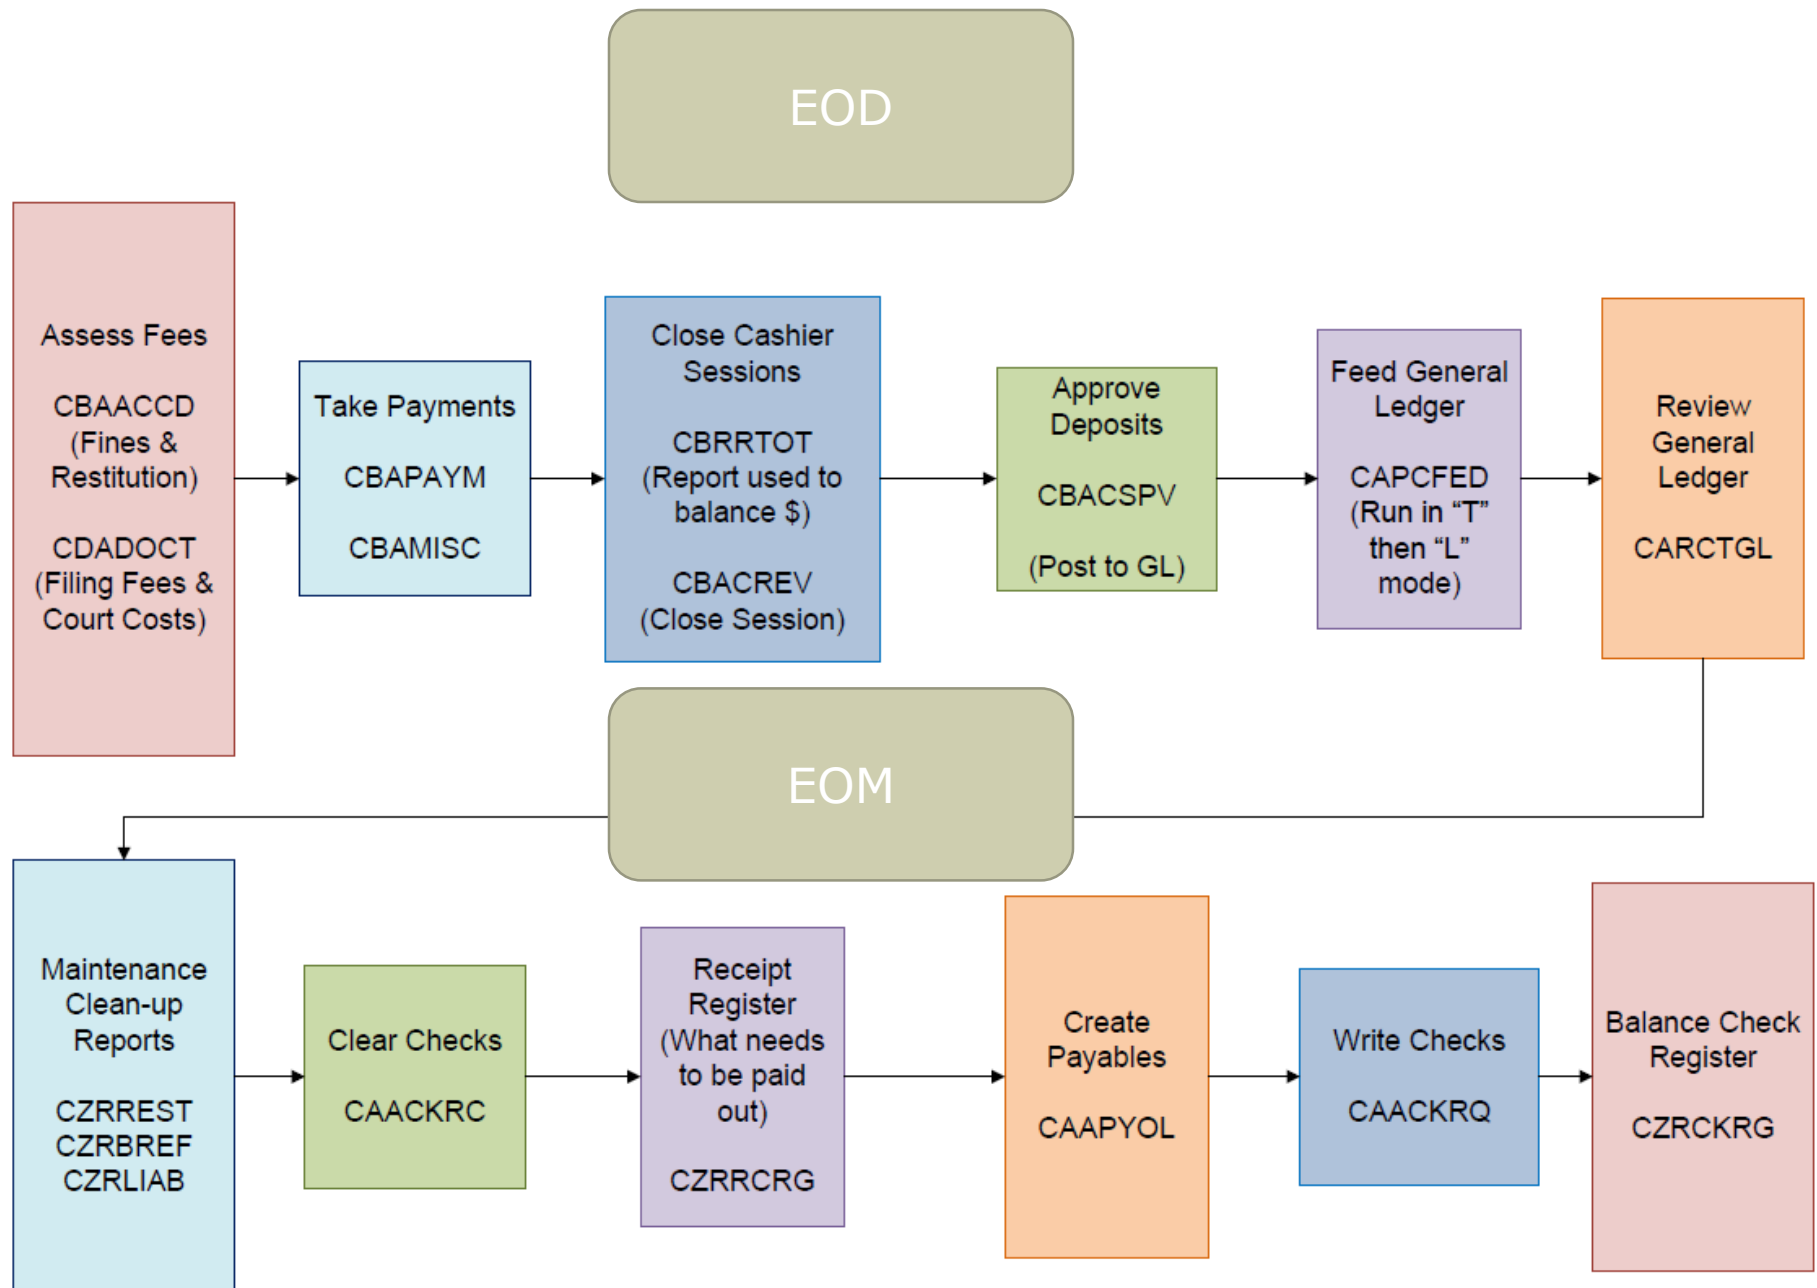 EOD
Assess Fees
CBAACCD
(Fines &
Restitution)
CDADOCT
(Filing Fees &
Court Costs)
Take Payments
CBAPAYM
CBAMISC
Close Cashier
Sessions
CBRRTOT
(Report used to
balance $)
CBACREV
(Close Session)
Approve
Deposits
CBACSPV
(Post to GL)
Feed General
Ledger
CAPCFED
(Run in “T”
then “L”
mode)
Review
General
Ledger
CARCTGL
EOM
Maintenance
Clean-up
Reports
CZRREST
CZRBREF
CZRLIAB
Clear Checks
CAACKRC
Receipt
Register
(What needs
to be paid
out)
CZRRCRG
Create
Payables
CAAPYOL
Write Checks
CAACKRQ
Balance Check
Register
CZRCKRG